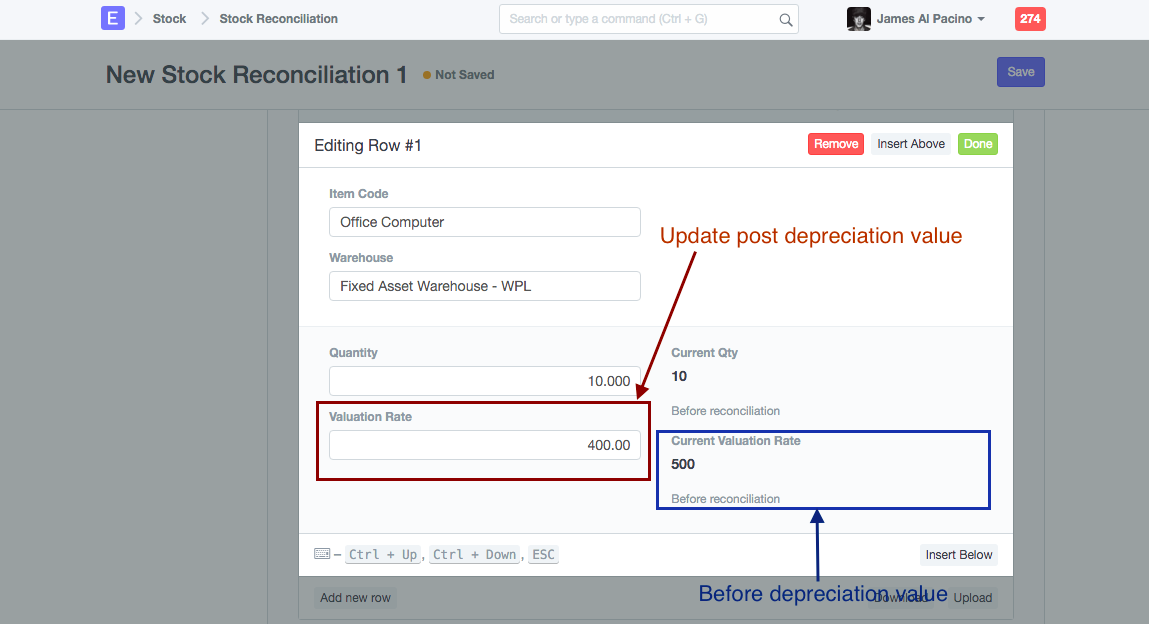 E Stock Stock Reconciliation Search or type a command (Ctrl + G) James Al Pacino 274
New Stock Reconciliation 1 Not Saved Save
Editing Row #1 Remove Insert Above Done
Item Code
Office Computer
Update post depreciation value
Warehouse
Fixed Asset Warehouse - WPL
Quantity Current Qty
10.000 10
Before reconciliation
Valuation Rate Current Valuation Rate
400.00 500
Before reconciliation
– Ctrl + Up, Ctrl + Down, ESC Insert Below
Before depreciation value
Add new row Download Upload